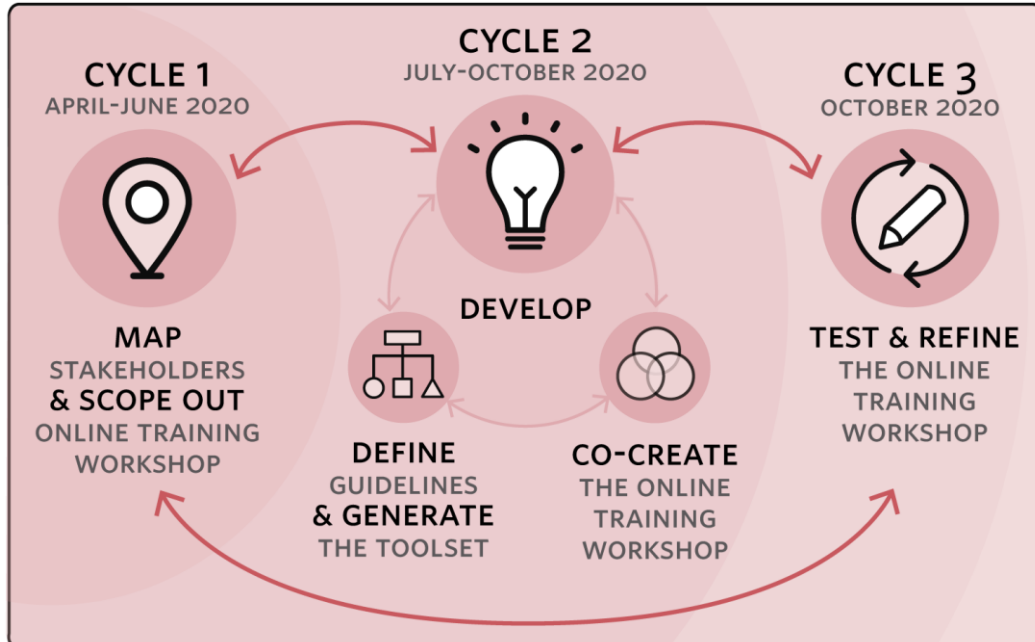 CYCLE 1
APRIL-JUNE 2020
MAP
STAKEHOLDERS
& SCOPE OUT
ONLINE TRAINING
WORKSHOP
CYCLE 2
JULY-OCTOBER 2020
DEVELOP
DEFINE
GUIDELINES
& GENERATE
THE TOOLSET
CO-CREATE
THE ONLINE
TRAINING
WORKSHOP
CYCLE 3
OCTOBER 2020
TEST & REFINE
THE ONLINE
TRAINING
WORKSHOP